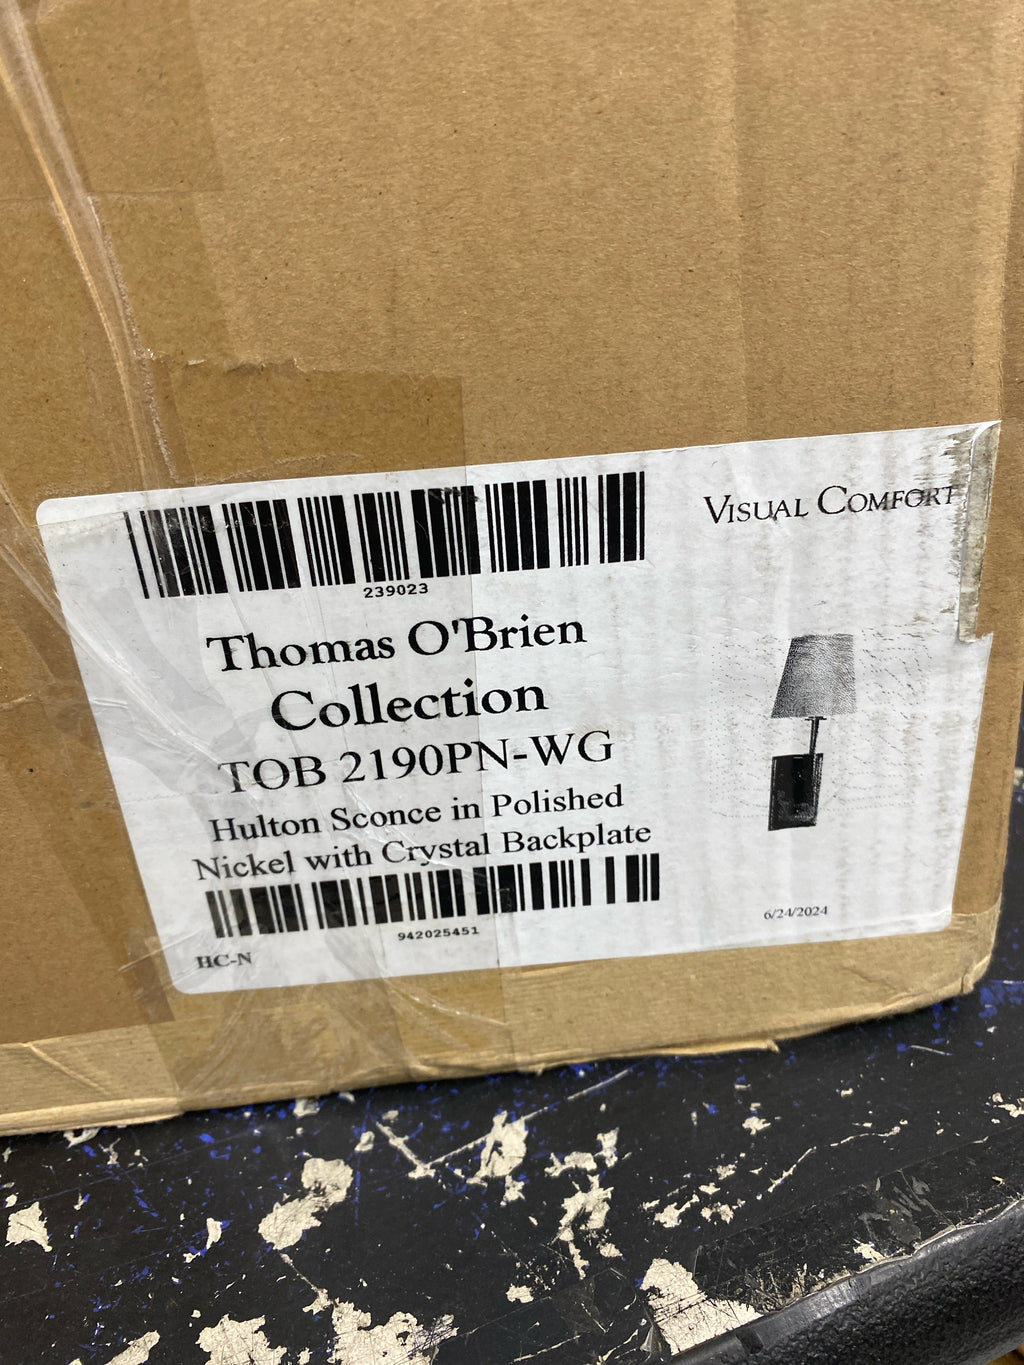 239023
VISUAL COMFORT
Thomas O'Brien
Collection
TOB 2190PN-WG
Hulton Sconce in Polished
Nickel with Crystal Backplate
942025451
6/24/2024
HC-N